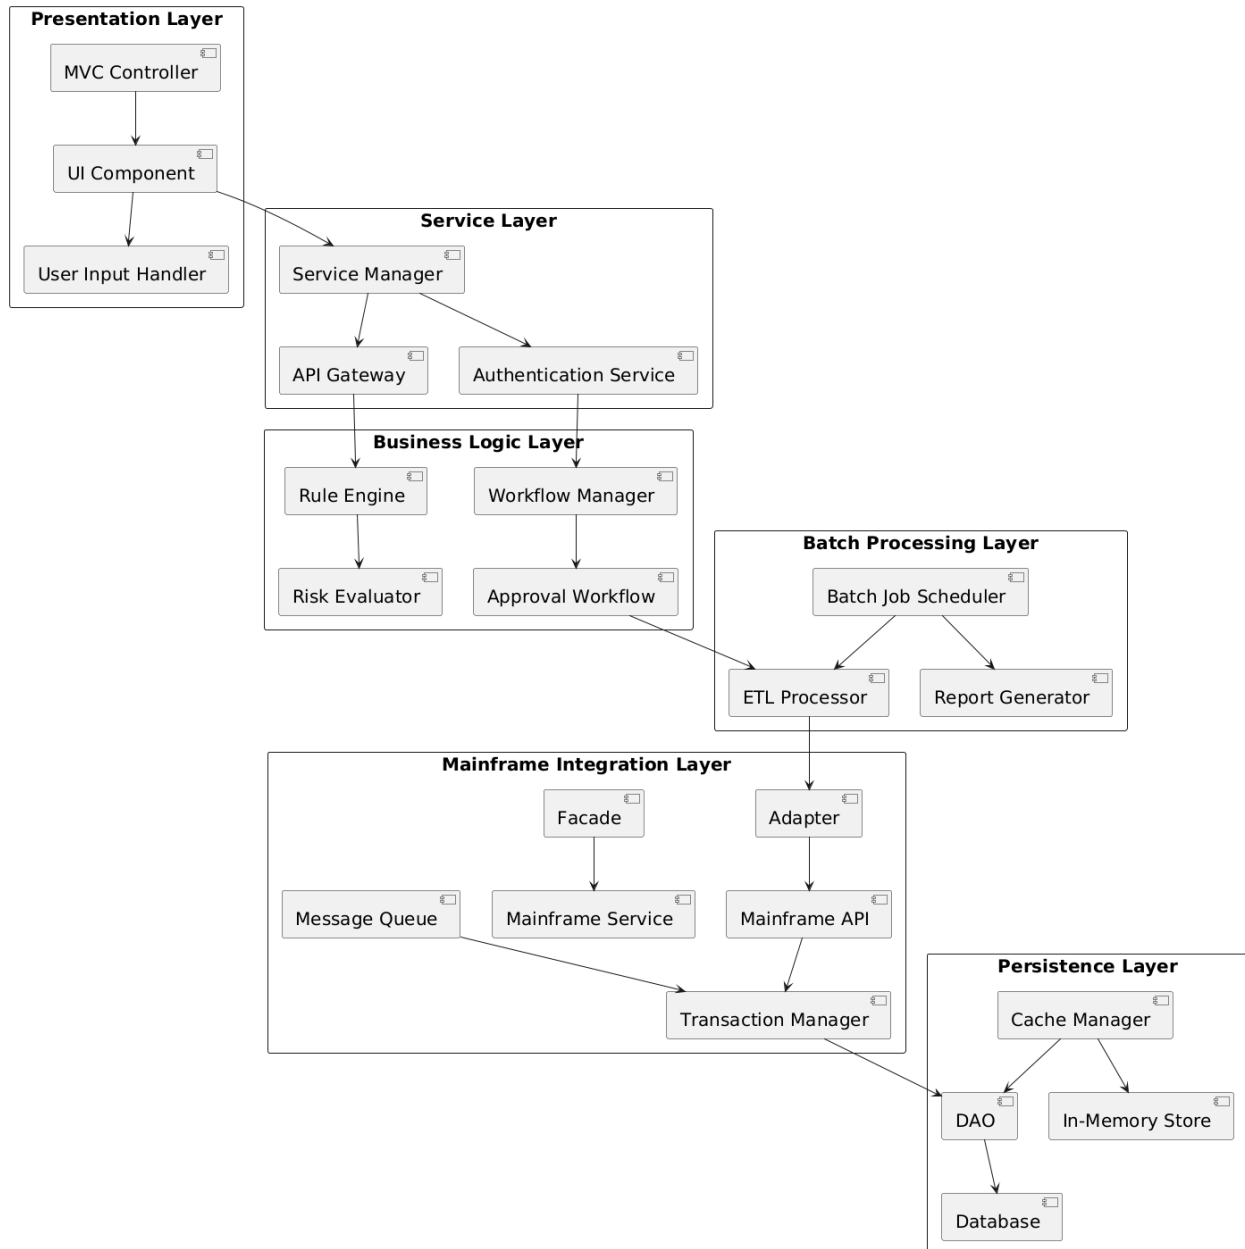 Presentation Layer
MVC Controller
UI Component
User Input Handler
Service Layer
Service Manager
API Gateway
Authentication Service
Business Logic Layer
Rule Engine
Workflow Manager
Risk Evaluator
Approval Workflow
Batch Processing Layer
Batch Job Scheduler
ETL Processor
Report Generator
Mainframe Integration Layer
Facade
Adapter
Message Queue
Mainframe Service
Mainframe API
Transaction Manager
Persistence Layer
Cache Manager
DAO
In-Memory Store
Database